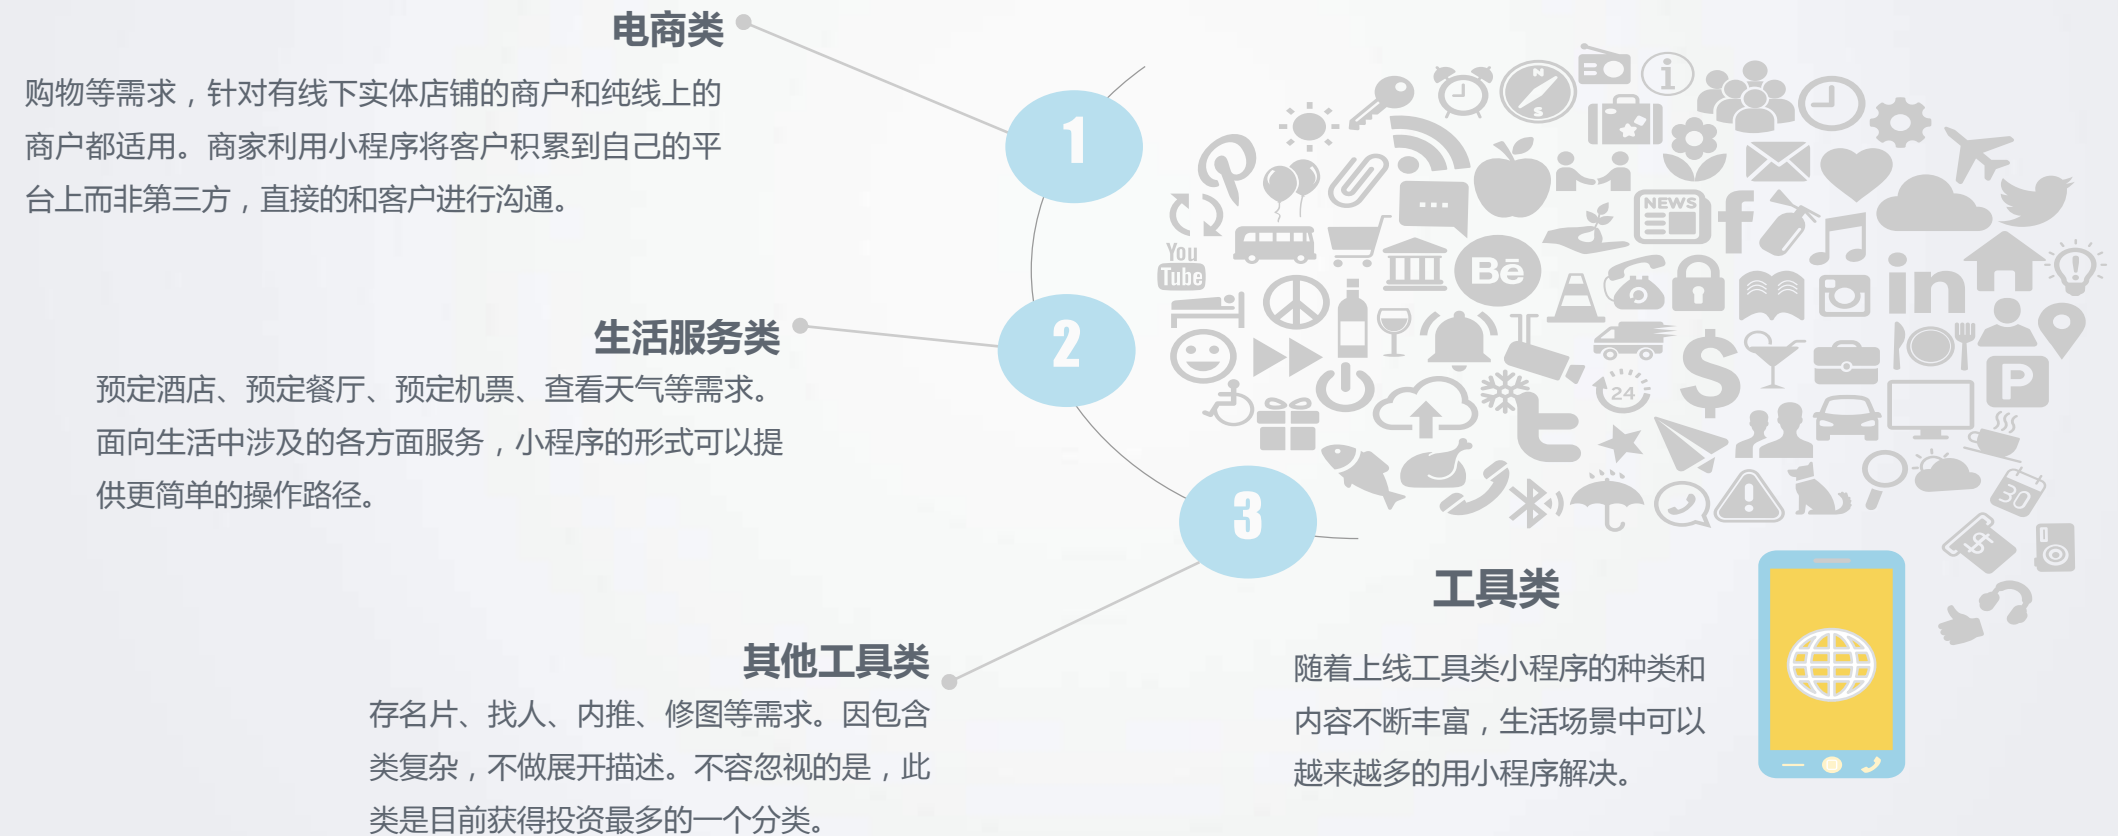 电商类
购物等需求，针对有线下实体店铺的商户和纯线上的
商户都适用。商家利用小程序将客户积累到自己的平
台上而非第三方，直接的和客户进行沟通。
1
生活服务类
预定酒店、预定餐厅、预定机票、查看天气等需求。
面向生活中涉及的各方面服务，小程序的形式可以提
供更简单的操作路径。
2
3
其他工具类
存名片、找人、内推、修图等需求。因包含
类复杂，不做展开描述。不容忽视的是，此
类是目前获得投资最多的一个分类。
工具类
随着上线工具类小程序的种类和
内容不断丰富，生活场景中可以
越来越多的用小程序解决。
N
S
i
NEWS
f
You
Tube
Bē
in
$
24
P
t
30
$